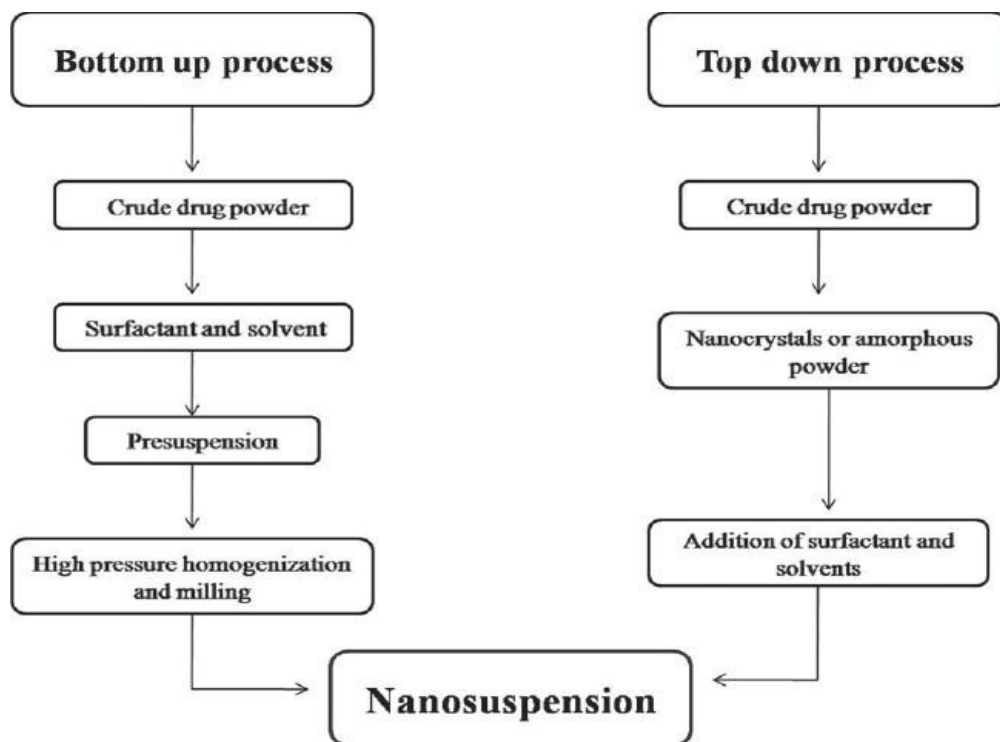 Bottom up process
Crude drug powder
Surfactant and solvent
Presuspension
High pressure homogenization
and milling
Top down process
Crude drug powder
Nanocrystals or amorphous
powder
Addition of surfactant and
solvents
Nanosuspension